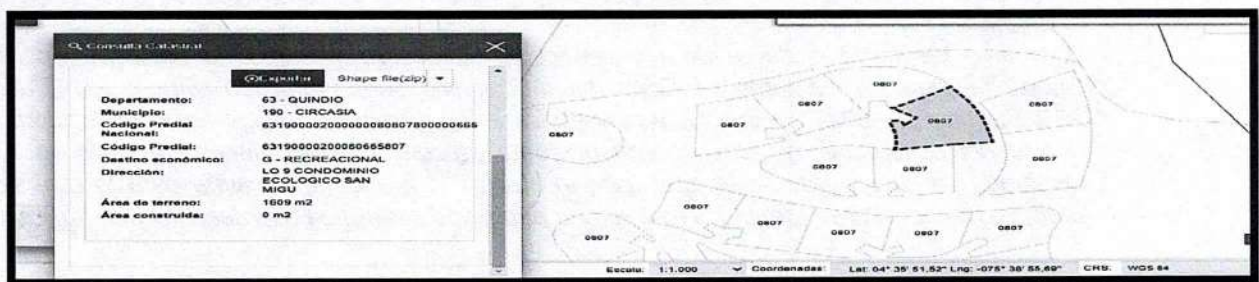 Consulta Catastral
Exportar Shape file(zip)
Departamento: 63 - QUINDIO
Municipio: 190 - CIRCASIA
Código Predial Nacional: 631900002000000080807800000665
Código Predial: 63190000200080665807
Destino económico: G - RECREACIONAL
Dirección: LO 9 CONDOMINIO
ECOLOGICO SAN
MIGU
Área de terreno: 1609 m2
Área construida: 0 m2
0807
0807
0807
0807
0807
0807
0807
0807
0807
0807
0807
0807
0807
0807
Escala: 1:1.000 Coordenadas: Lat: 04° 35' 51,52" Lng: -075° 38' 55,69" CRS: WGS 84